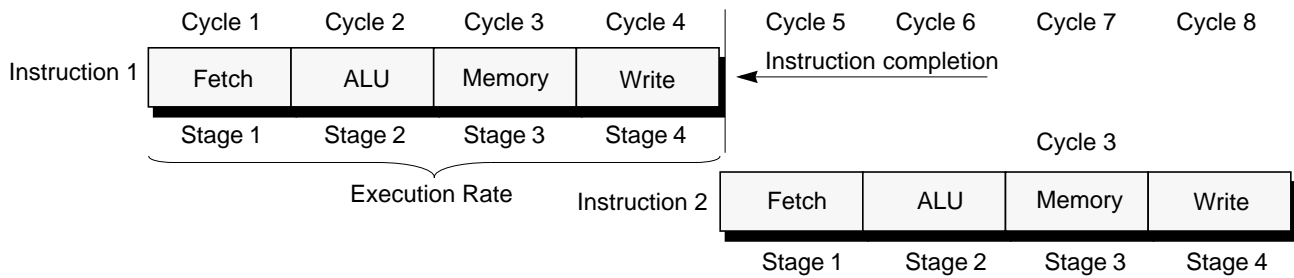 Cycle 1 Cycle 2 Cycle 3 Cycle 4 Cycle 5 Cycle 6 Cycle 7 Cycle 8
Instruction 1 Fetch ALU Memory Write Instruction completion
Stage 1 Stage 2 Stage 3 Stage 4
Cycle 3
Execution Rate
Instruction 2 Fetch ALU Memory Write
Stage 1 Stage 2 Stage 3 Stage 4